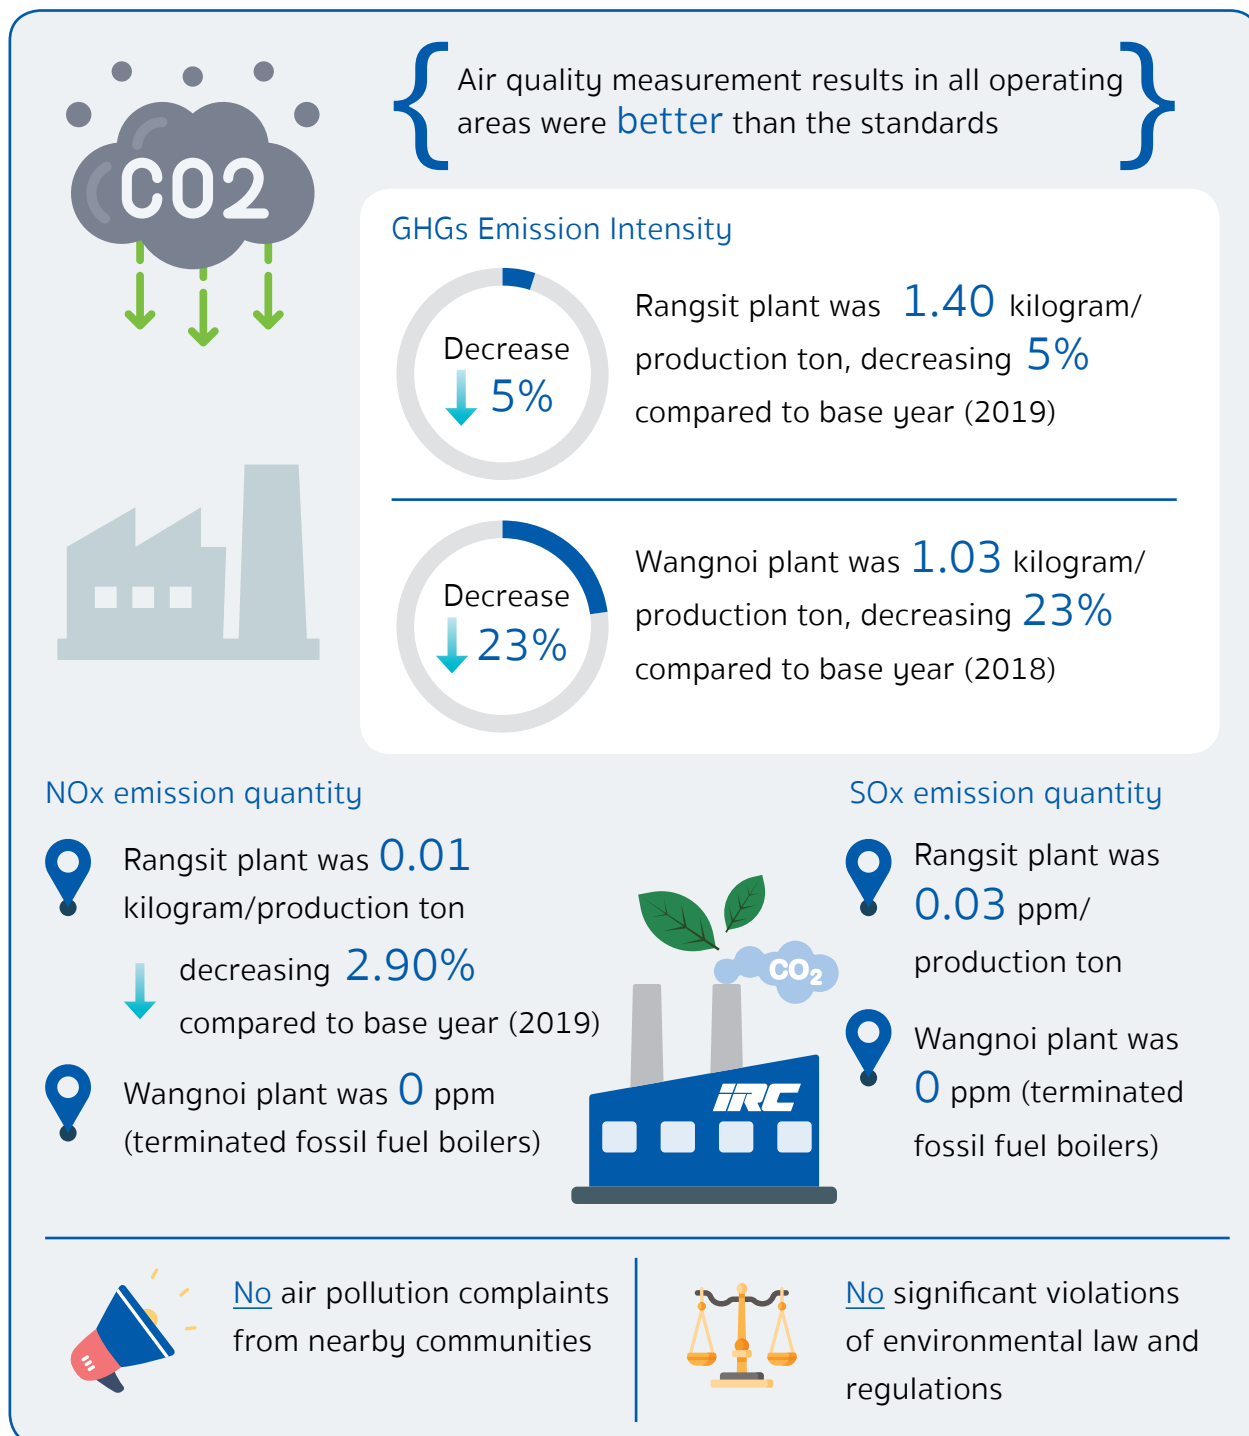 CO2
Air quality measurement results in all operating
areas were better than the standards
GHGs Emission Intensity
Decrease
5%
Rangsit plant was 1.40 kilogram/
production ton, decreasing 5%
compared to base year (2019)
Decrease
23%
Wangnoi plant was 1.03 kilogram/
production ton, decreasing 23%
compared to base year (2018)
NOx emission quantity
Rangsit plant was 0.01
kilogram/production ton
decreasing 2.90%
compared to base year (2019)
Wangnoi plant was 0 ppm
(terminated fossil fuel boilers)
CO₂
IRC
SOx emission quantity
Rangsit plant was
0.03 ppm/
production ton
Wangnoi plant was
0 ppm (terminated
fossil fuel boilers)
No air pollution complaints
from nearby communities
No significant violations
of environmental law and
regulations